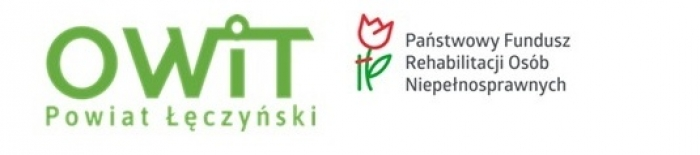 OWiT
Powiat Łęczyński
Państwowy Fundusz
Rehabilitacji Osób
Niepełnosprawnych